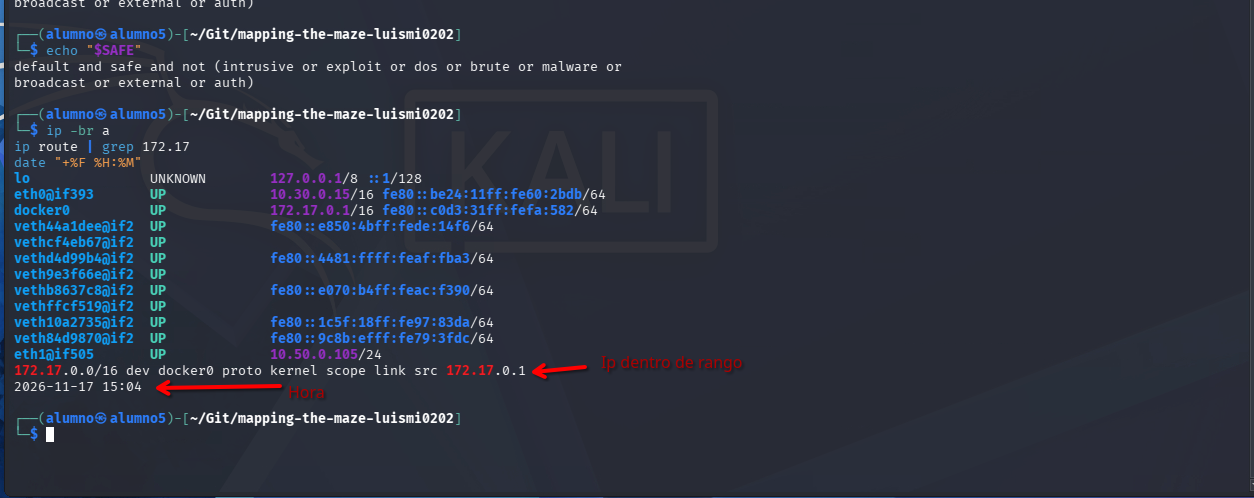 broadcast or external or auth)
┌──(alumno㉿alumno5)-[~/Git/mapping-the-maze-luismi0202]
└─$ echo "$SAFE"
default and safe and not (intrusive or exploit or dos or brute or malware or
broadcast or external or auth)
┌──(alumno㉿alumno5)-[~/Git/mapping-the-maze-luismi0202]
└─$ ip -br a
ip route | grep 172.17
date "+%F %H:%M"
lo UNKNOWN 127.0.0.1/8 ::1/128
eth0@if393 UP 10.30.0.15/16 fe80::be24:11ff:fe60:2bdb/64
docker0 UP 172.17.0.1/16 fe80::c0d3:31ff:fefa:582/64
veth44a1dee@if2 UP fe80::e850:4bff:fede:14f6/64
vethcf4eb67@if2 UP
vethd4d99b4@if2 UP fe80::4481:ffff:feaf:fba3/64
veth9e3f66e@if2 UP
vethb8637c8@if2 UP fe80::e070:b4ff:feac:f390/64
vethffcf519@if2 UP
veth10a2735@if2 UP fe80::1c5f:18ff:fe97:83da/64
veth84d9870@if2 UP fe80::9c8b:efff:fe79:3fdc/64
eth1@if505 UP 10.50.0.105/24
172.17.0.0/16 dev docker0 proto kernel scope link src 172.17.0.1 Ip dentro de rango
2026-11-17 15:04 Hora
┌──(alumno㉿alumno5)-[~/Git/mapping-the-maze-luismi0202]
└─$
KALI